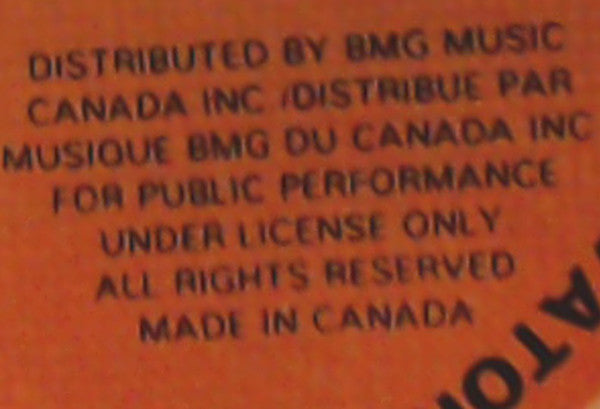 DISTRIBUTED BY BMG MUSIC
CANADA INC /DISTRIBUE PAR
MUSIQUE BMG DU CANADA INC
FOR PUBLIC PERFORMANCE
UNDER LICENSE ONLY
ALL RIGHTS RESERVED
MADE IN CANADA